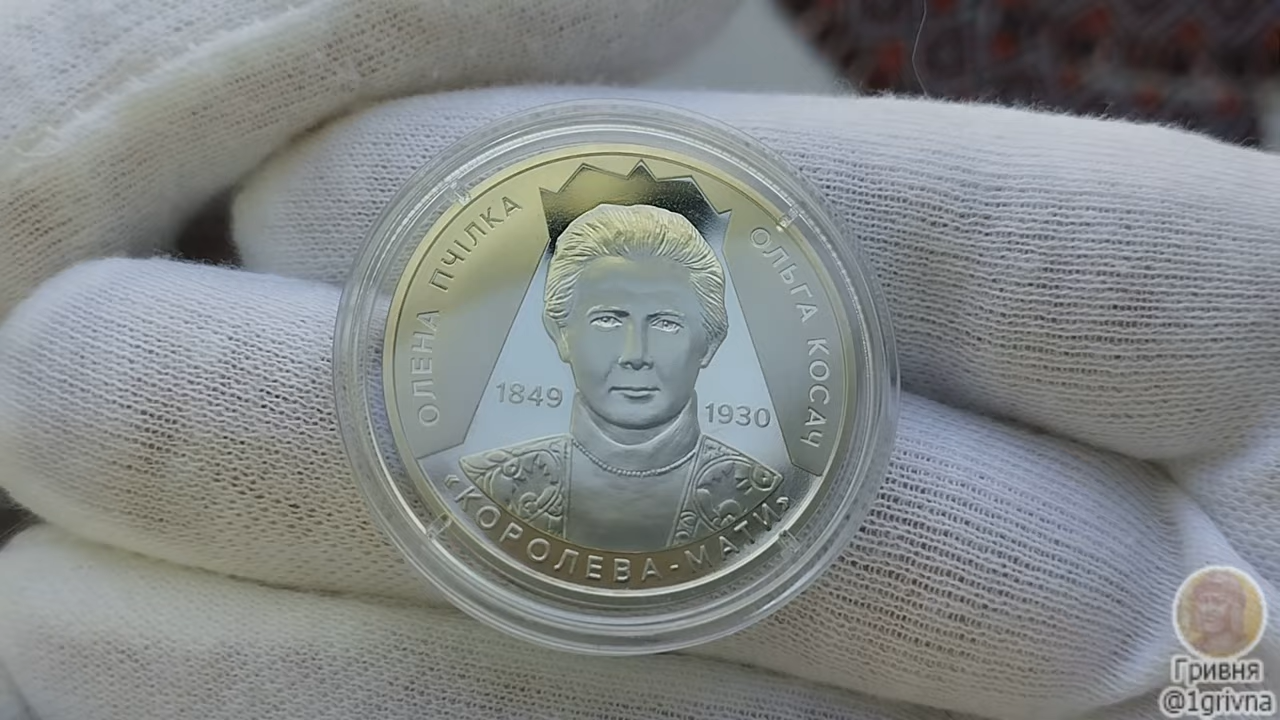 ОЛЕНА ПЧІЛКА
ОЛЬГА КОСАЧ
1849
1930
«КОРОЛЕВА-МАТИ»
Гривня
@1grivna